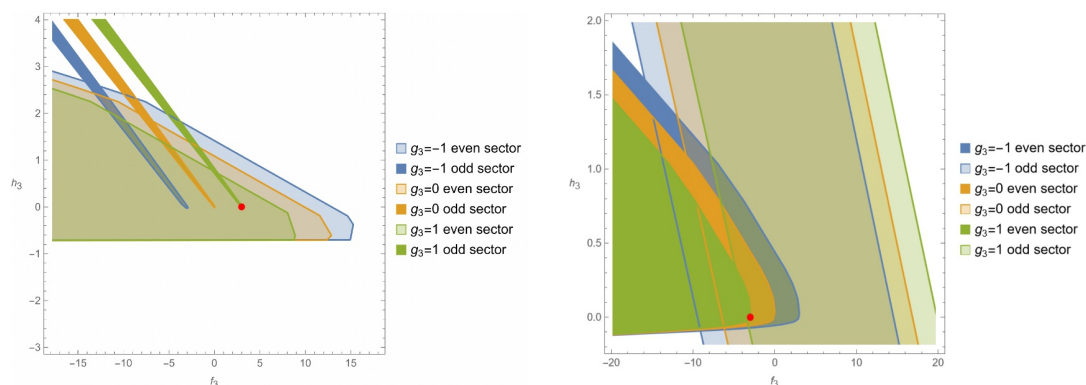 4
3
2
1
h₃ 0
-1
-2
-3
-15 -10 -5 0 5 10 15
f₃
g₃=-1 even sector
g₃=-1 odd sector
g₃=0 even sector
g₃=0 odd sector
g₃=1 even sector
g₃=1 odd sector
2.0
1.5
h₃ 1.0
0.5
0.0
-20 -10 0 10 20
f₃
g₃=-1 even sector
g₃=-1 odd sector
g₃=0 even sector
g₃=0 odd sector
g₃=1 even sector
g₃=1 odd sector